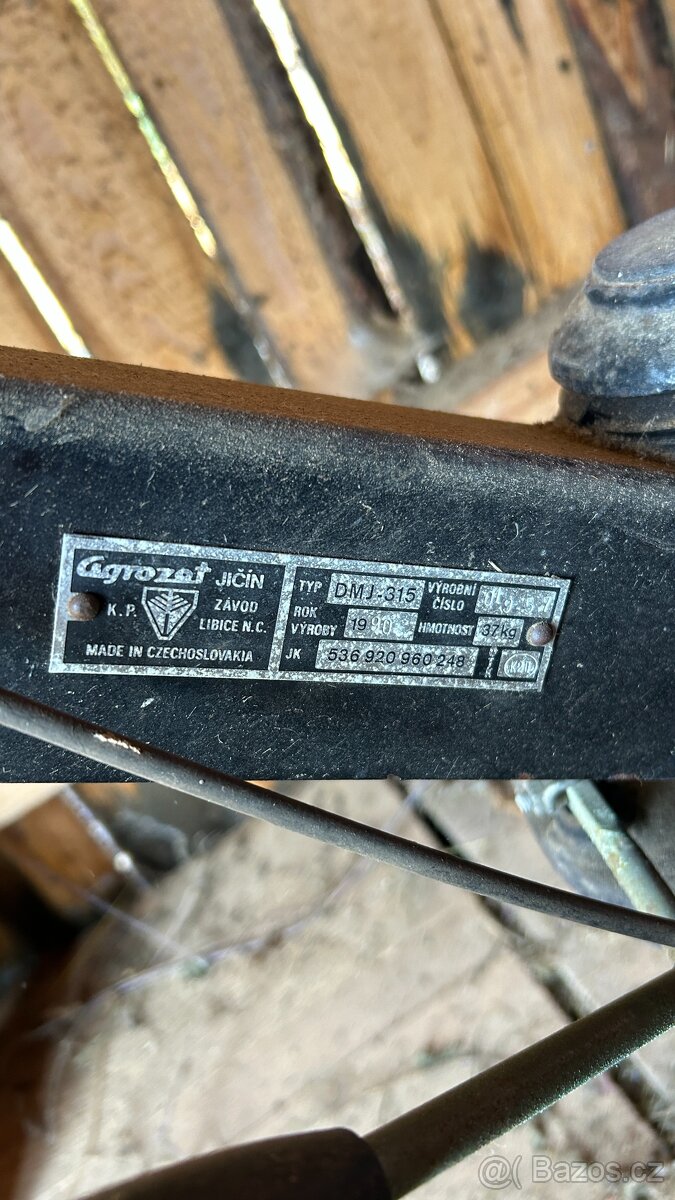 agrozet JIČÍN
K.P. ZÁVOD
LIBICE N.C.
MADE IN CZECHOSLOVAKIA
TYP DMJ-315 VÝROBNÍ
ČÍSLO
ROK
VÝROBY 1990 HMOTNOST 37kg
JK 536 920 960 248
@ Bazos.cz